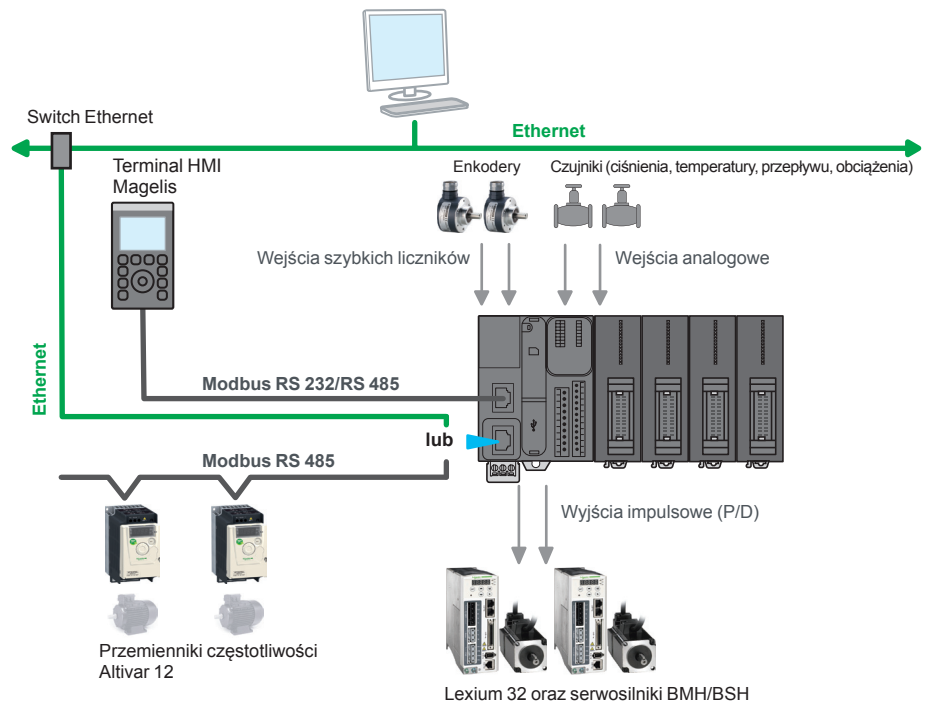 Switch Ethernet
Ethernet
Terminal HMI
Magelis
Enkodery
Czujniki (ciśnienia, temperatury, przepływu, obciążenia)
Wejścia szybkich liczników
Wejścia analogowe
Ethernet
Modbus RS 232/RS 485
lub
Modbus RS 485
Wyjścia impulsowe (P/D)
Przemienniki częstotliwości
Altivar 12
Lexium 32 oraz serwosilniki BMH/BSH